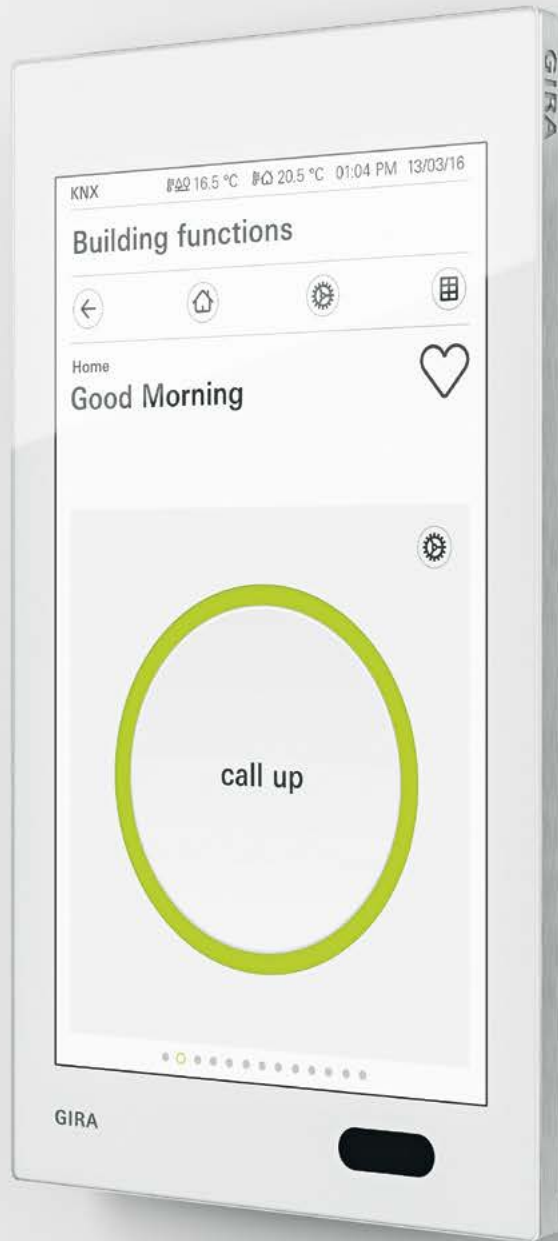 GIRA
KNX 16.5 °C 20.5 °C 01:04 PM 13/03/16
Building functions
Home
Good Morning
call up
GIRA